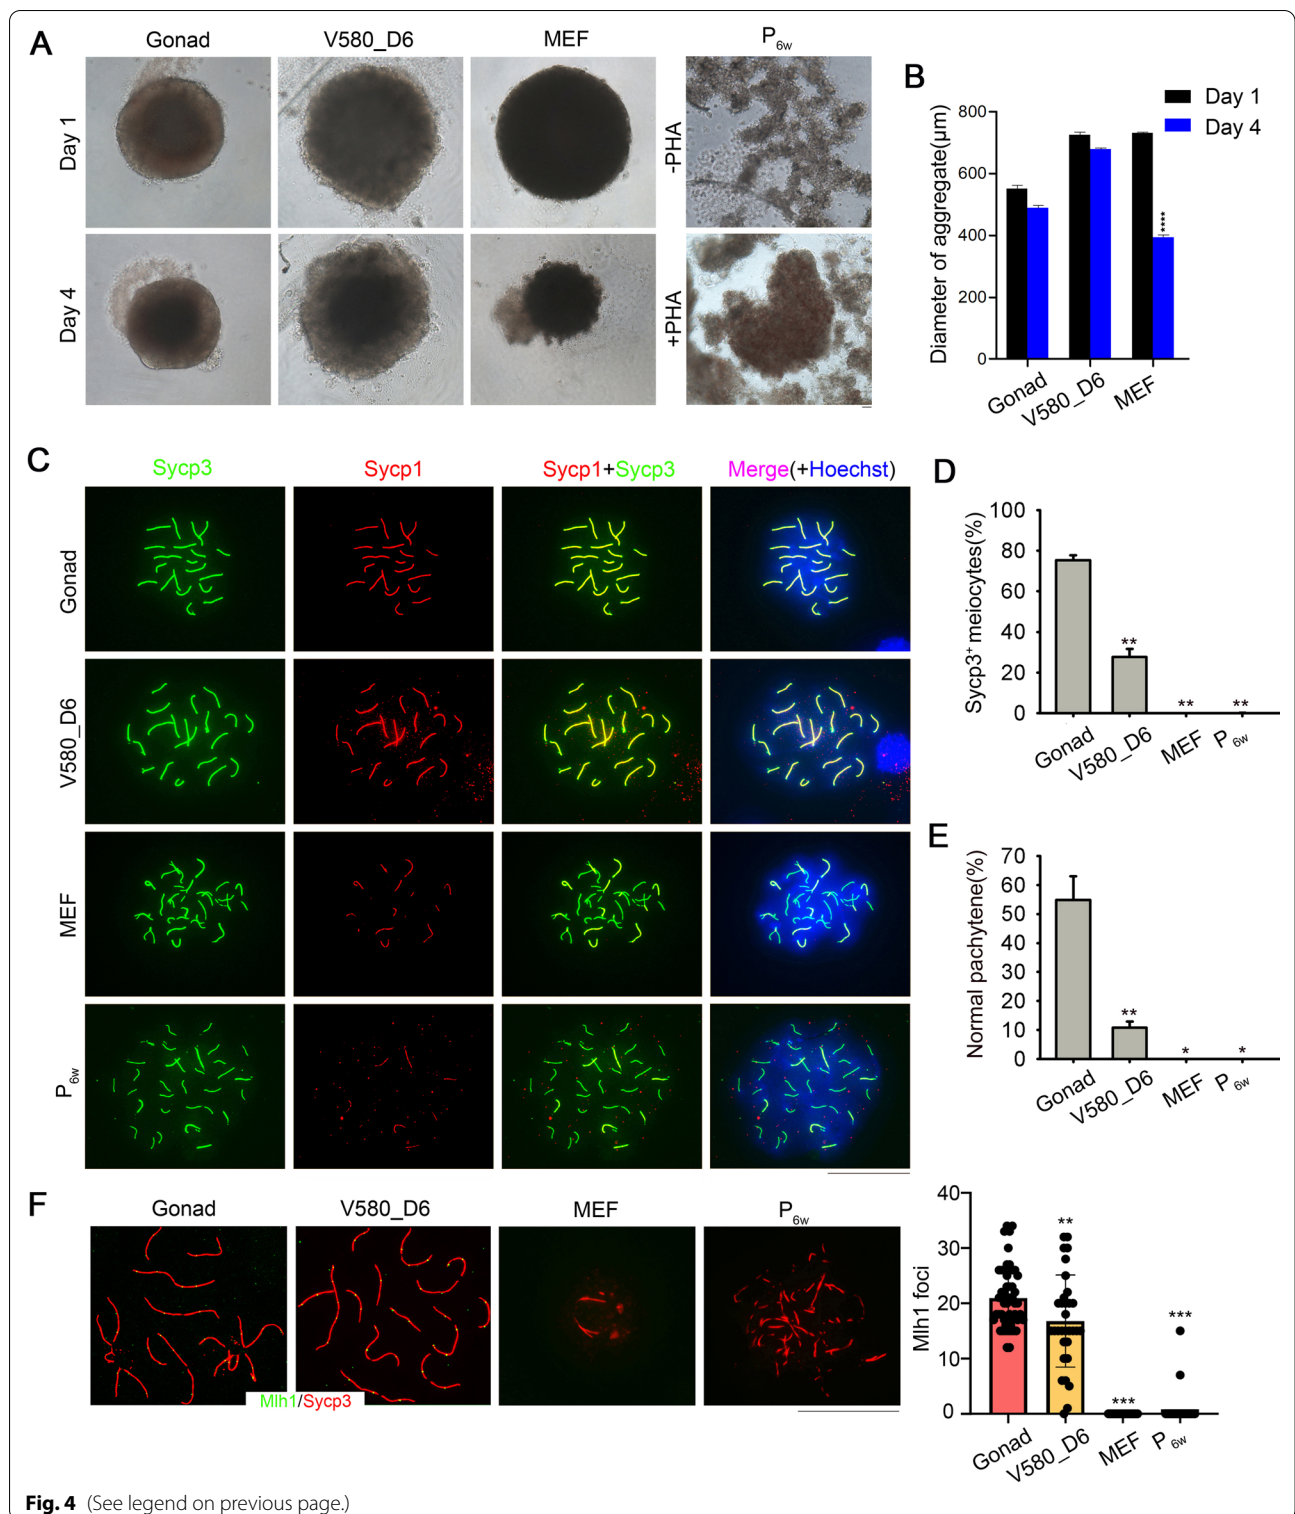 A
Gonad
V580_D6
MEF
P6w
Day 1
Day 4
-PHA
+PHA
B
Day 1
Day 4
Diameter of aggregate(µm)
800
600
400
200
0
****
Gonad
V580_D6
MEF
C
Sycp3
Sycp1
Sycp1+Sycp3
Merge(+Hoechst)
Gonad
V580_D6
MEF
P6w
D
Sycp3+ meiocytes(%)
100
80
60
40
20
0
**
**
**
Gonad
V580_D6
MEF
P6w
E
Normal pachytene(%)
70
60
50
40
30
20
10
0
**
*
*
Gonad
V580_D6
MEF
P6w
F
Gonad
V580_D6
MEF
P6w
Mlh1/Sycp3
Mlh1 foci
40
30
20
10
0
**
***
***
Gonad
V580_D6
MEF
P6w
Fig. 4 (See legend on previous page.)